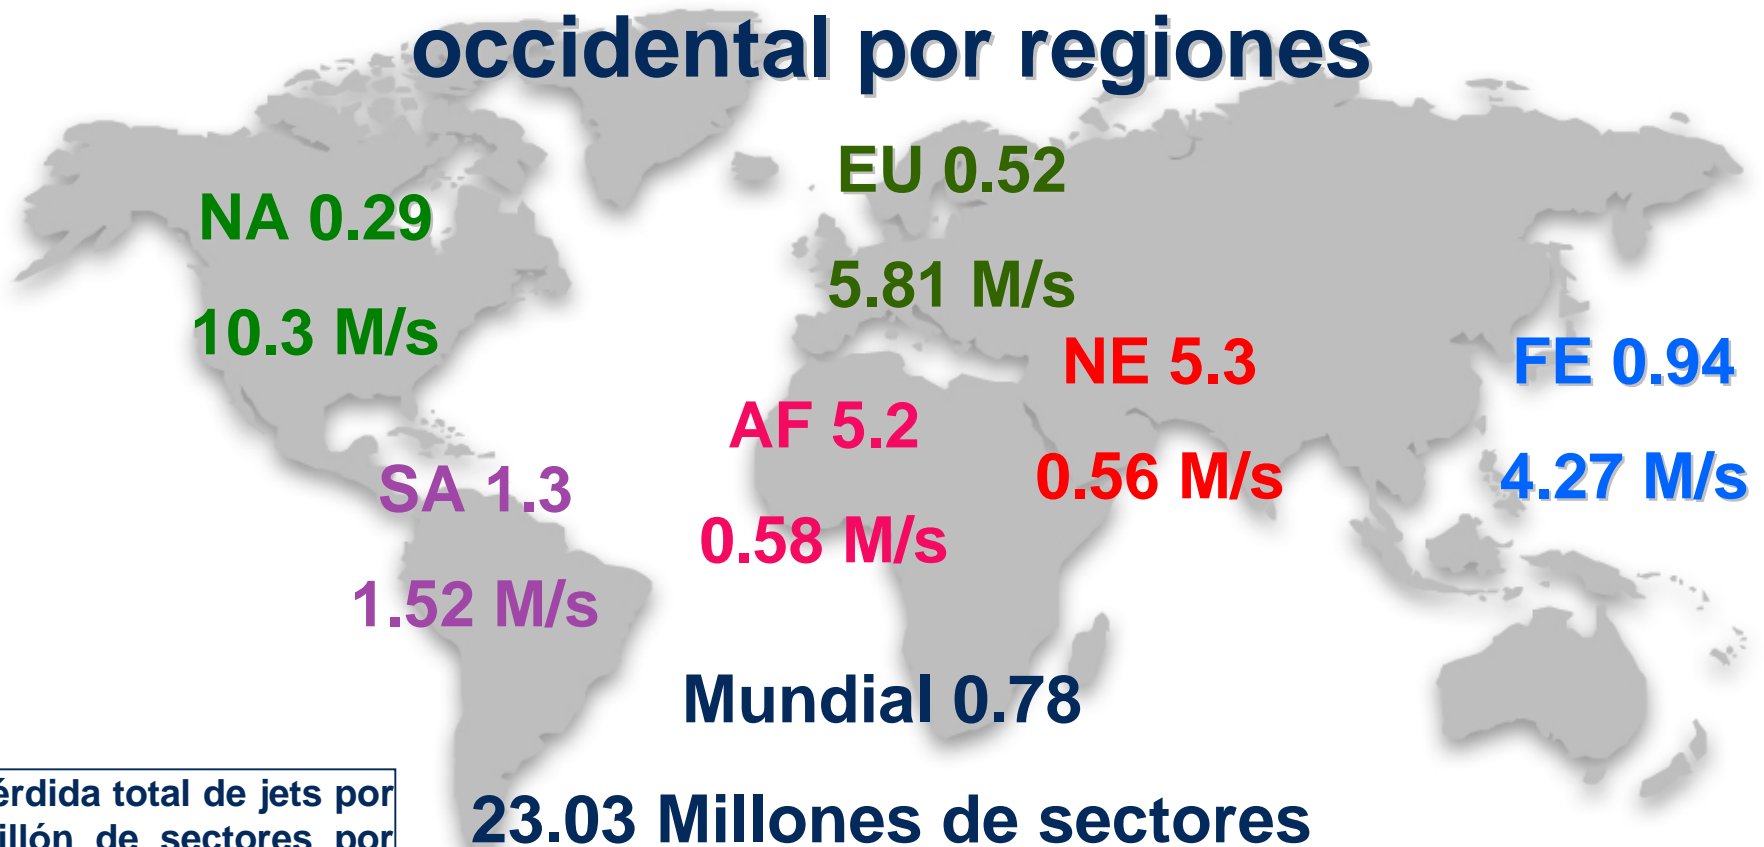 occidental por regiones
EU 0.52
5.81 M/s
NA 0.29
10.3 M/s
NE 5.3
0.56 M/s
FE 0.94
4.27 M/s
AF 5.2
0.58 M/s
SA 1.3
1.52 M/s
Mundial 0.78
23.03 Millones de sectores
érdida total de jets por
illón de sectores por